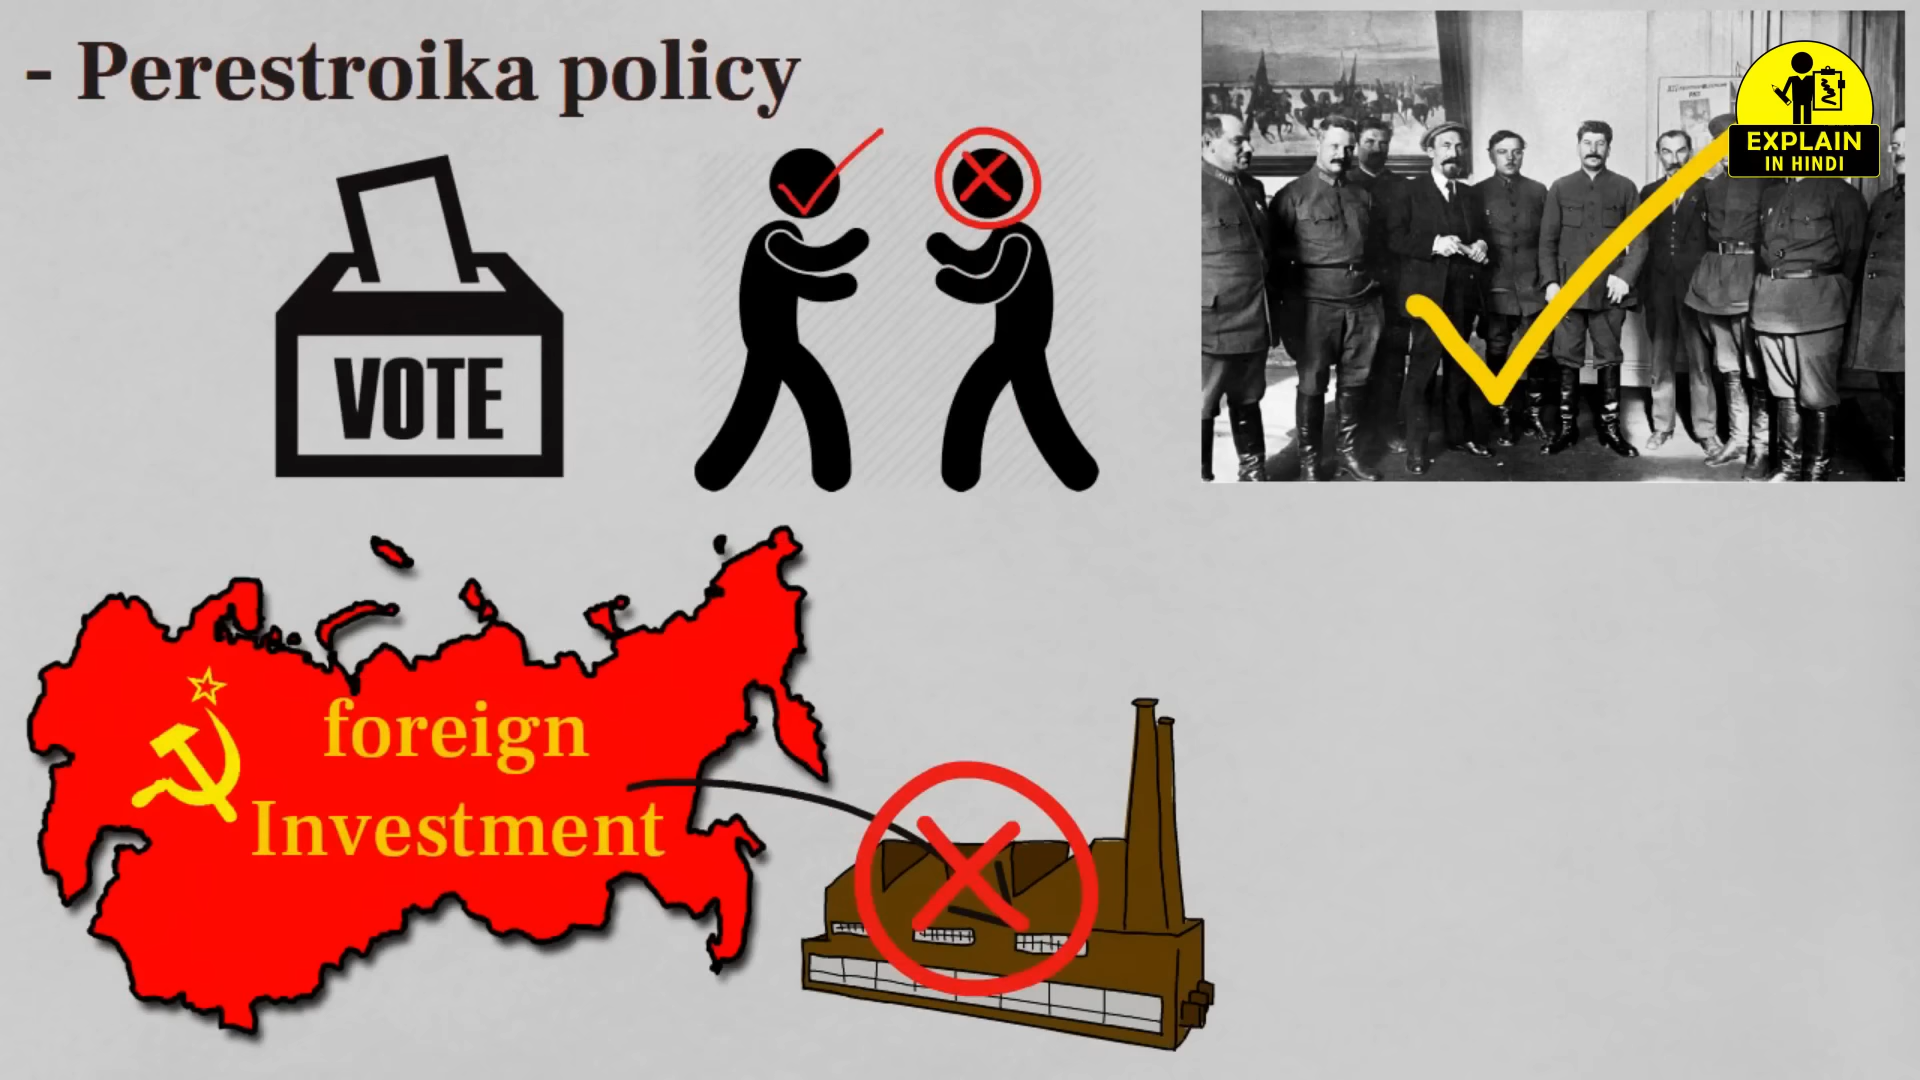 - Perestroika policy
VOTE
EXPLAIN
IN HINDI
foreign
Investment